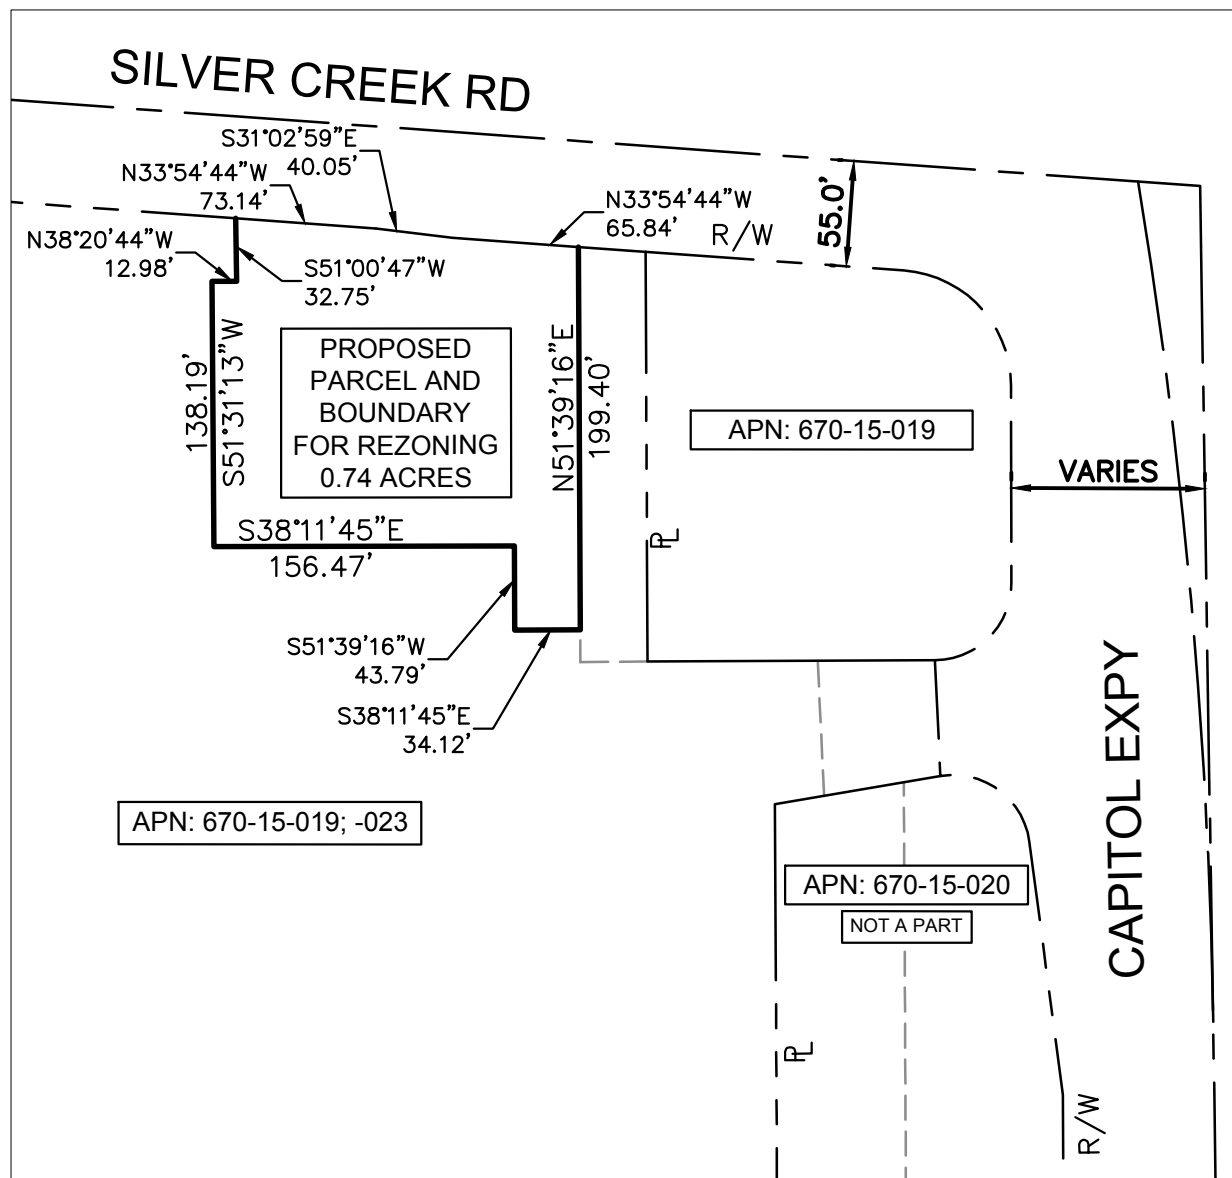 SILVER CREEK RD
S31°02'59"E
40.05'
N33°54'44"W
73.14'
N33°54'44"W
65.84'
R/W
55.0'
N38°20'44"W
12.98'
S51°00'47"W
32.75'
138.19'
S51°31'13"W
PROPOSED
PARCEL AND
BOUNDARY
FOR REZONING
0.74 ACRES
N51°39'16"E
199.40'
APN: 670-15-019
VARIES
S38°11'45"E
156.47'
PL
S51°39'16"W
43.79'
S38°11'45"E
34.12'
CAPITOL EXPY
APN: 670-15-019; -023
APN: 670-15-020
NOT A PART
PL
R/W